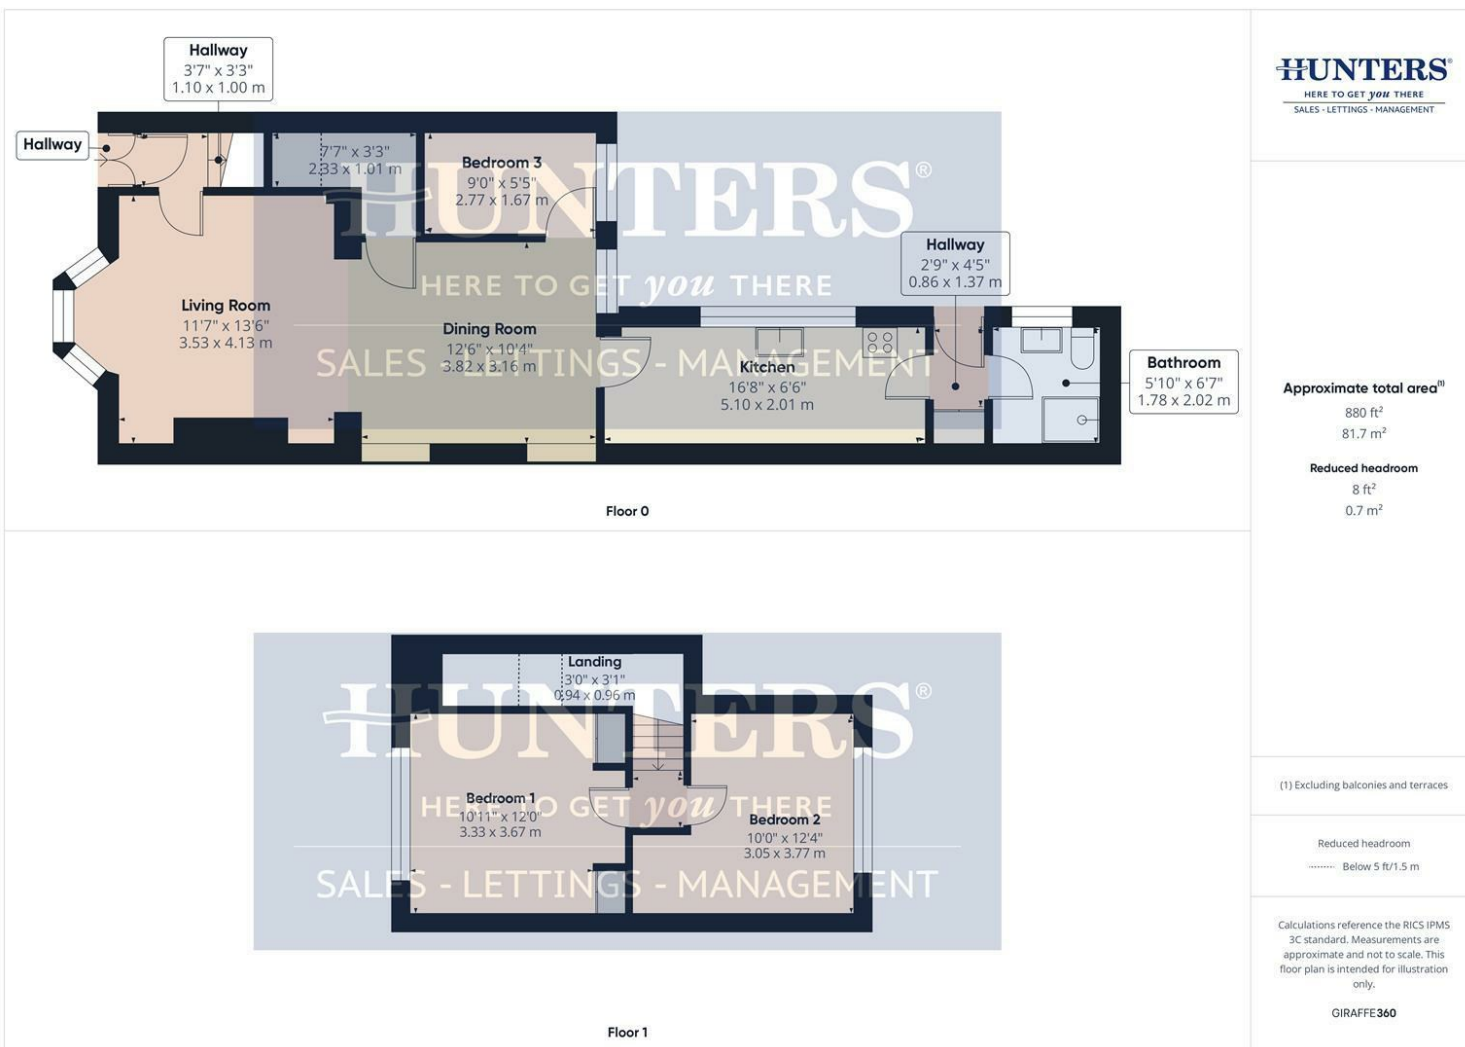 Hallway
3'7" x 3'3"
1.10 x 1.00 m
Hallway
7'7" x 3'3"
2.33 x 1.01 m
Bedroom 3
9'0" x 5'5"
2.77 x 1.67 m
HUNTERS®
HERE TO GET you THERE
SALES - LETTINGS - MANAGEMENT
Hallway
2'9" x 4'5"
0.86 x 1.37 m
Living Room
11'7" x 13'6"
3.53 x 4.13 m
Dining Room
12'6" x 10'4"
3.82 x 3.16 m
Kitchen
16'8" x 6'6"
5.10 x 2.01 m
Bathroom
5'10" x 6'7"
1.78 x 2.02 m
Floor 0
Landing
3'0" x 3'1"
0.94 x 0.96 m
HUNTERS®
HERE TO GET you THERE
SALES - LETTINGS - MANAGEMENT
Bedroom 1
10'11" x 12'0"
3.33 x 3.67 m
Bedroom 2
10'0" x 12'4"
3.05 x 3.77 m
Floor 1
HUNTERS®
HERE TO GET you THERE
SALES - LETTINGS - MANAGEMENT
Approximate total area⁽¹⁾
880 ft²
81.7 m²
Reduced headroom
8 ft²
0.7 m²
(1) Excluding balconies and terraces
Reduced headroom
Below 5 ft/1.5 m
Calculations reference the RICS IPMS
3C standard. Measurements are
approximate and not to scale. This
floor plan is intended for illustration
only.
GIRAFFE360